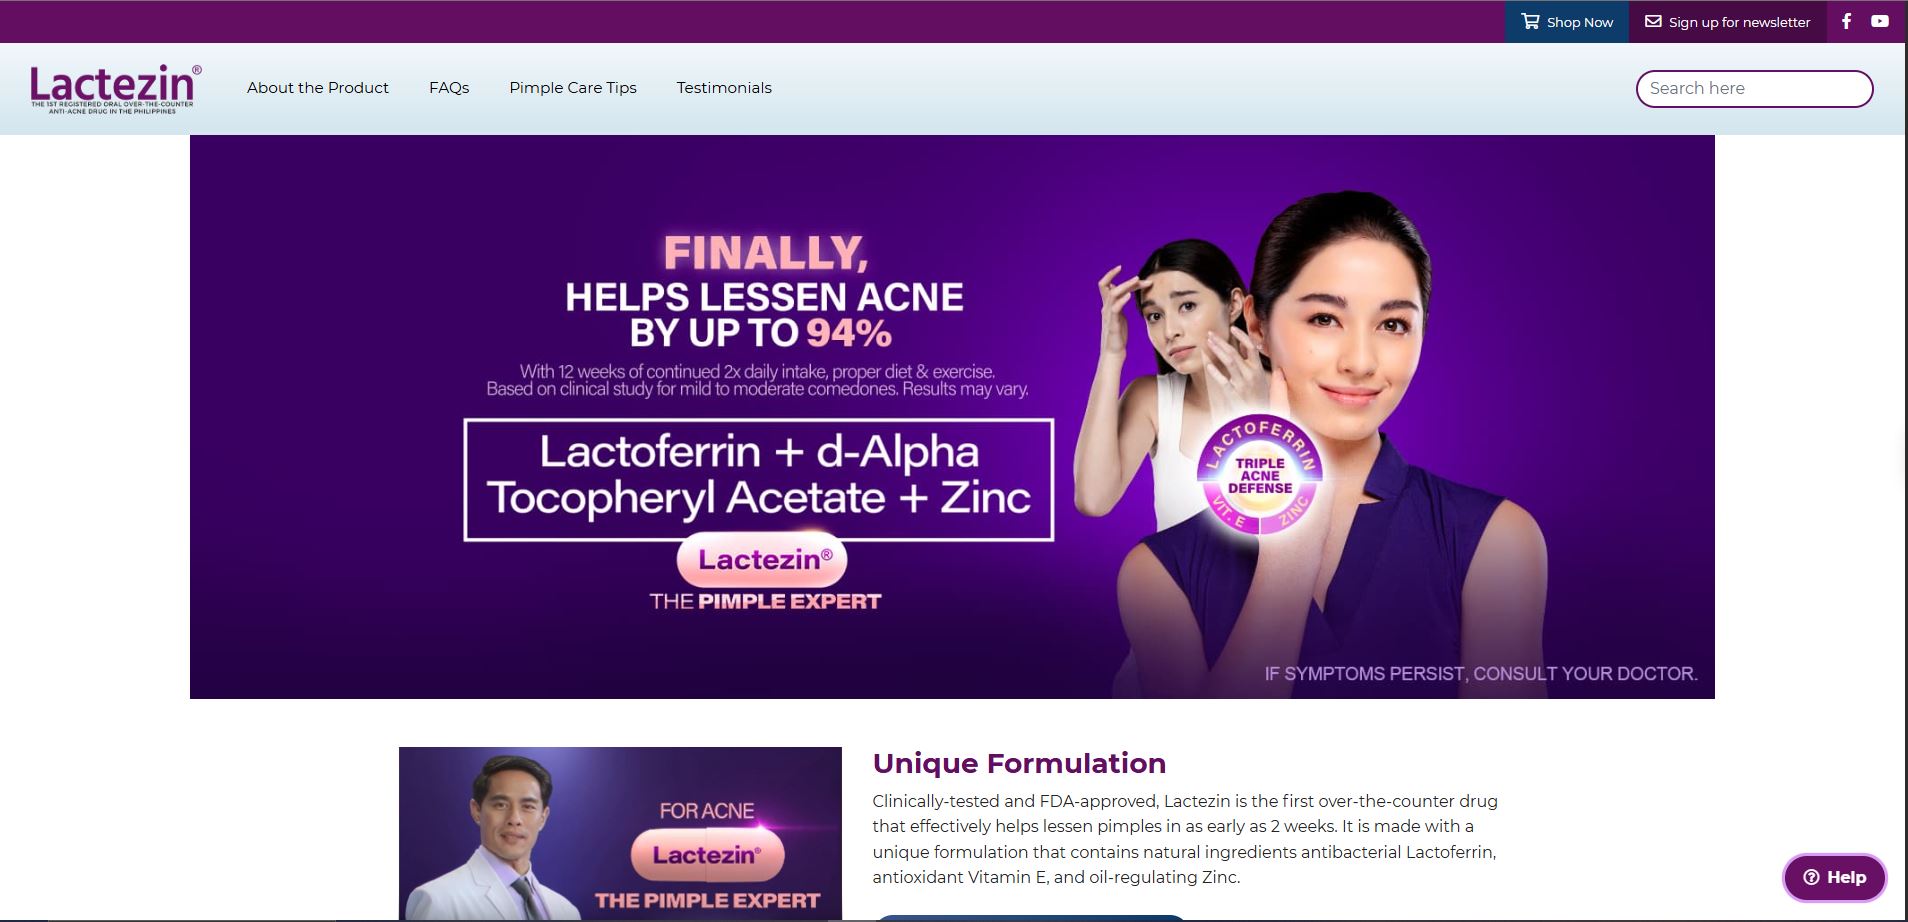 Shop Now
Sign up for newsletter
Lactezin®
THE 1ST REGISTERED ORAL OVER-THE-COUNTER
ANTI-ACNE DRUG IN THE PHILIPPINES
About the Product
FAQs
Pimple Care Tips
Testimonials
Search here
FINALLY,
HELPS LESSEN ACNE
BY UP TO 94%
With 12 weeks of continued 2x daily intake, proper diet & exercise.
Based on clinical study for mild to moderate comedones. Results may vary.
Lactoferrin + d-Alpha
Tocopheryl Acetate + Zinc
Lactezin®
THE PIMPLE EXPERT
LACTOFERRIN
TRIPLE
ACNE
DEFENSE
VIT. E
ZINC
IF SYMPTOMS PERSIST, CONSULT YOUR DOCTOR.
FOR ACNE
Lactezin®
THE PIMPLE EXPERT
Unique Formulation
Clinically-tested and FDA-approved, Lactezin is the first over-the-counter drug
that effectively helps lessen pimples in as early as 2 weeks. It is made with a
unique formulation that contains natural ingredients antibacterial Lactoferrin,
antioxidant Vitamin E, and oil-regulating Zinc.
Help